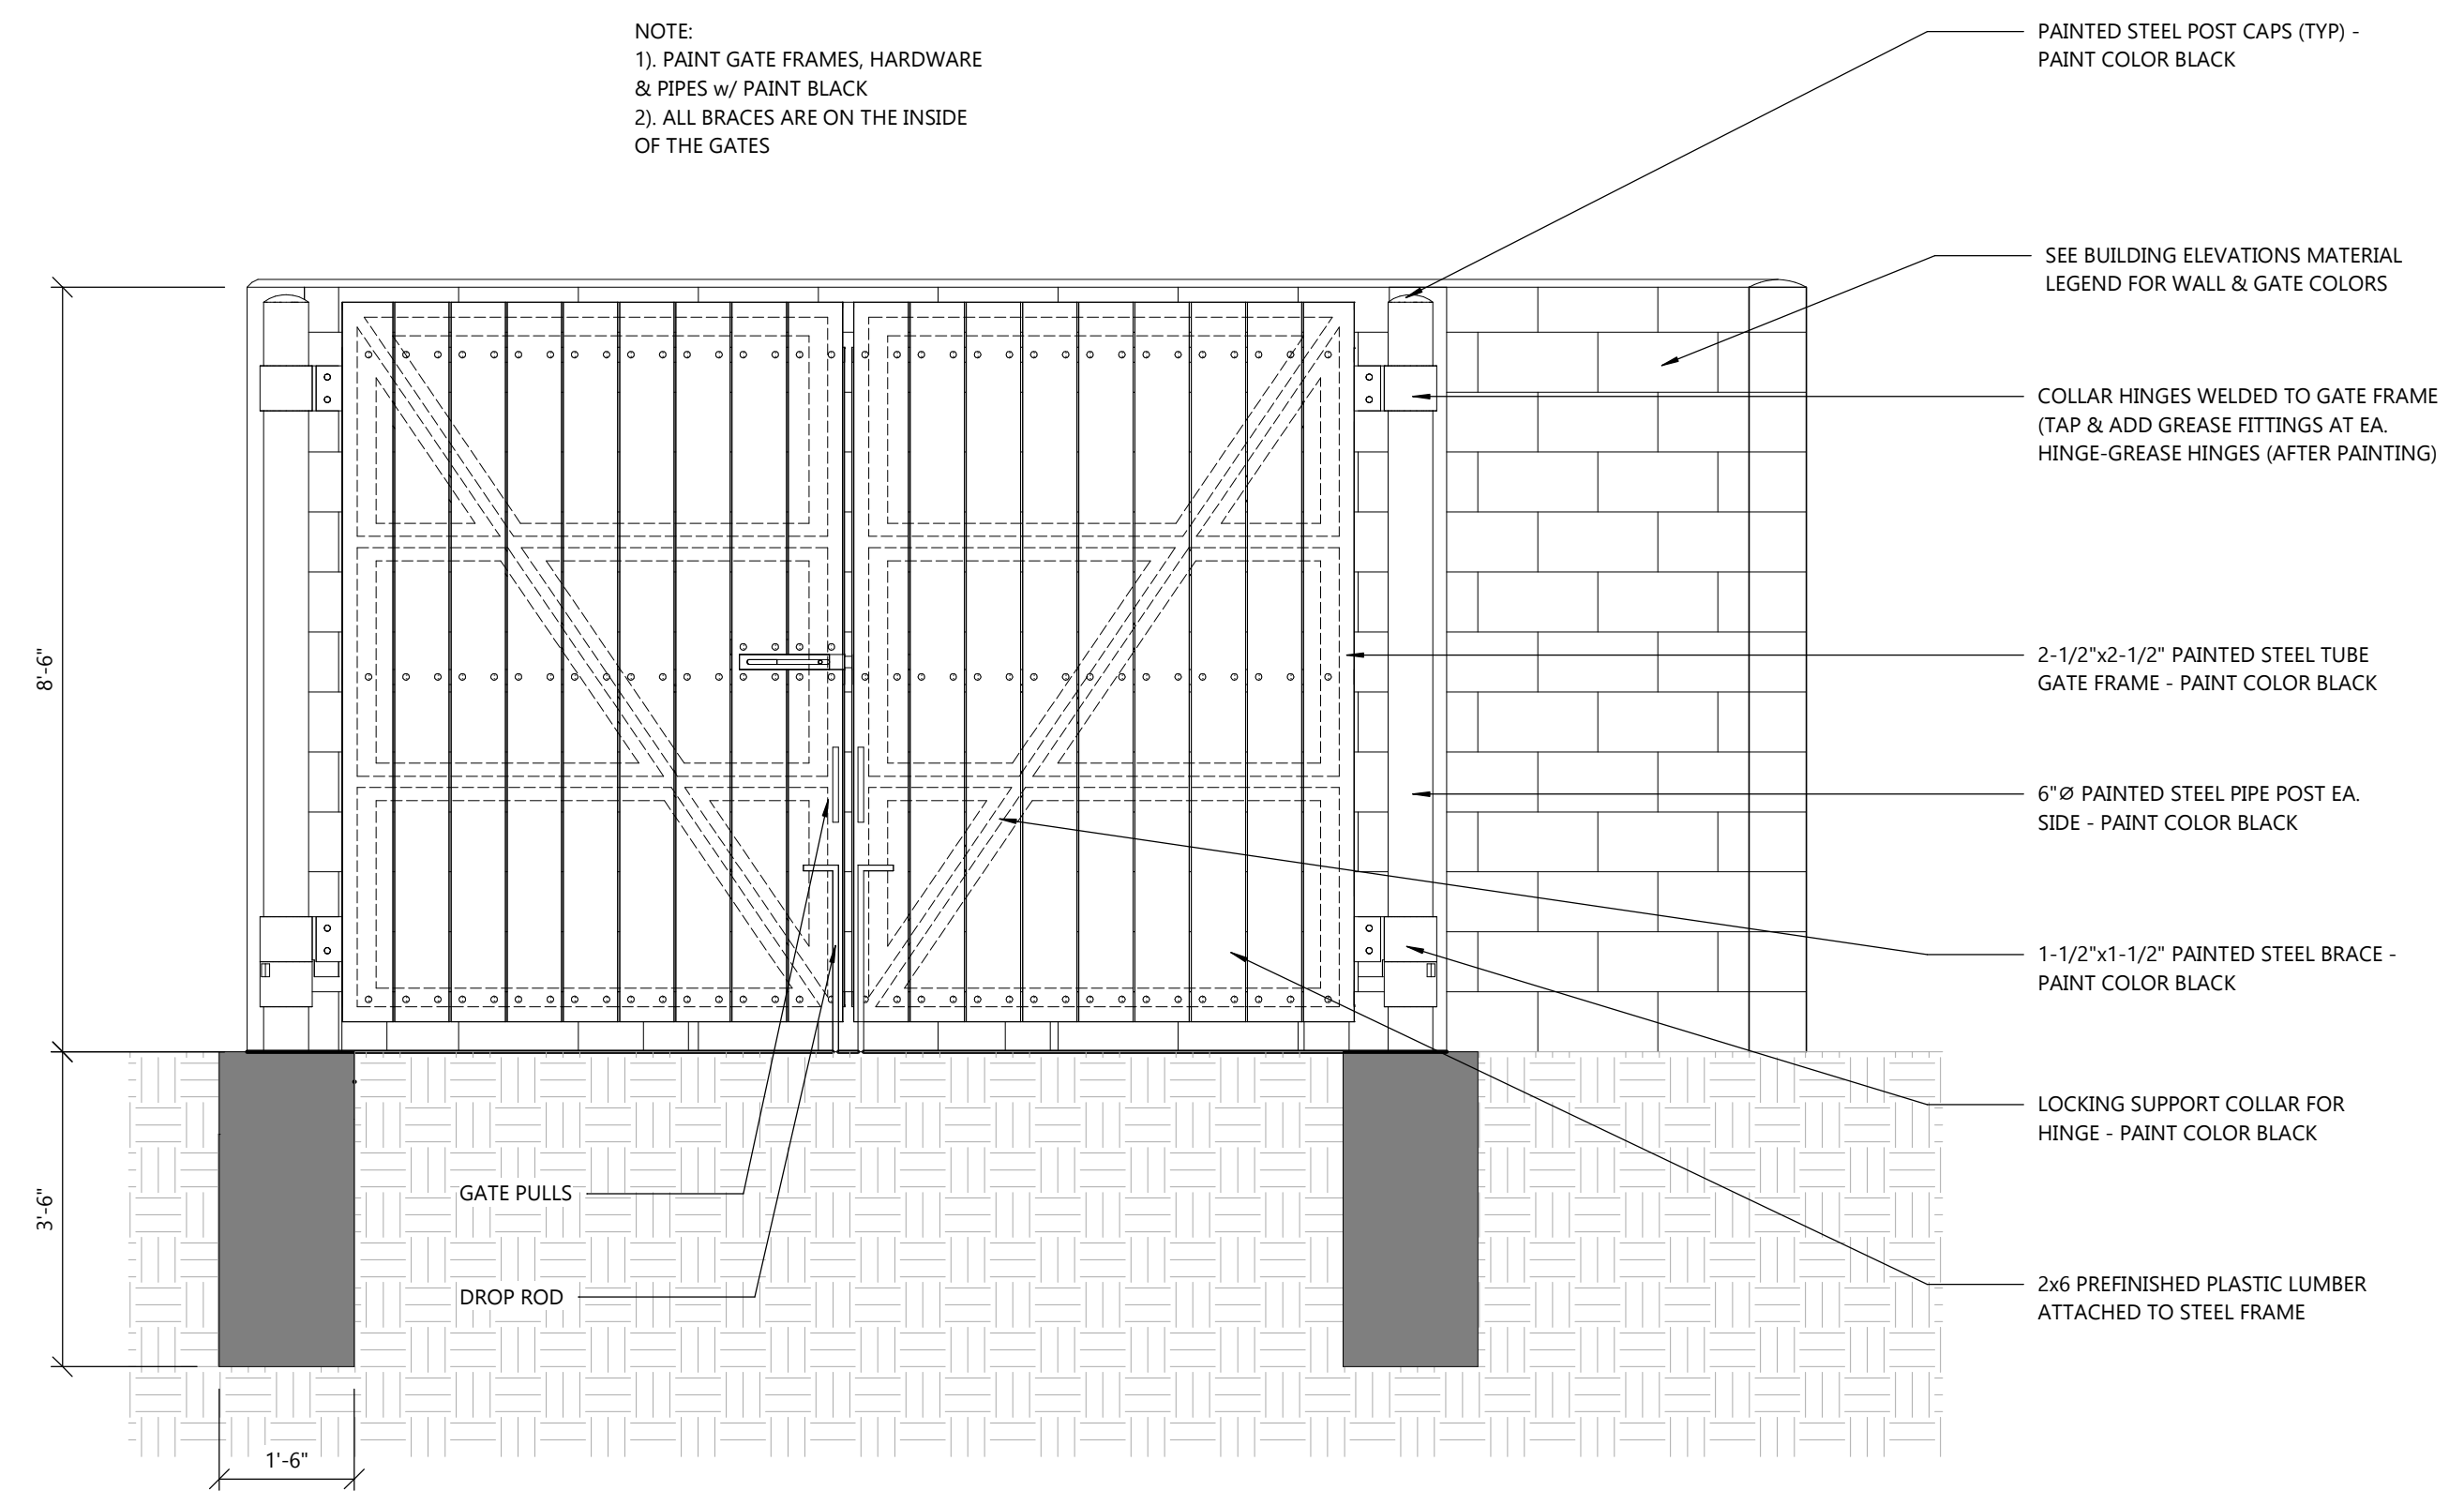 NOTE:
1). PAINT GATE FRAMES, HARDWARE
& PIPES w/ PAINT BLACK
2). ALL BRACES ARE ON THE INSIDE
OF THE GATES
PAINTED STEEL POST CAPS (TYP) -
PAINT COLOR BLACK
SEE BUILDING ELEVATIONS MATERIAL
LEGEND FOR WALL & GATE COLORS
COLLAR HINGES WELDED TO GATE FRAME
(TAP & ADD GREASE FITTINGS AT EA.
HINGE-GREASE HINGES (AFTER PAINTING)
8'-6"
2-1/2"x2-1/2" PAINTED STEEL TUBE
GATE FRAME - PAINT COLOR BLACK
6"Ø PAINTED STEEL PIPE POST EA.
SIDE - PAINT COLOR BLACK
1-1/2"x1-1/2" PAINTED STEEL BRACE -
PAINT COLOR BLACK
LOCKING SUPPORT COLLAR FOR
HINGE - PAINT COLOR BLACK
3'-6"
GATE PULLS
DROP ROD
2x6 PREFINISHED PLASTIC LUMBER
ATTACHED TO STEEL FRAME
1'-6"